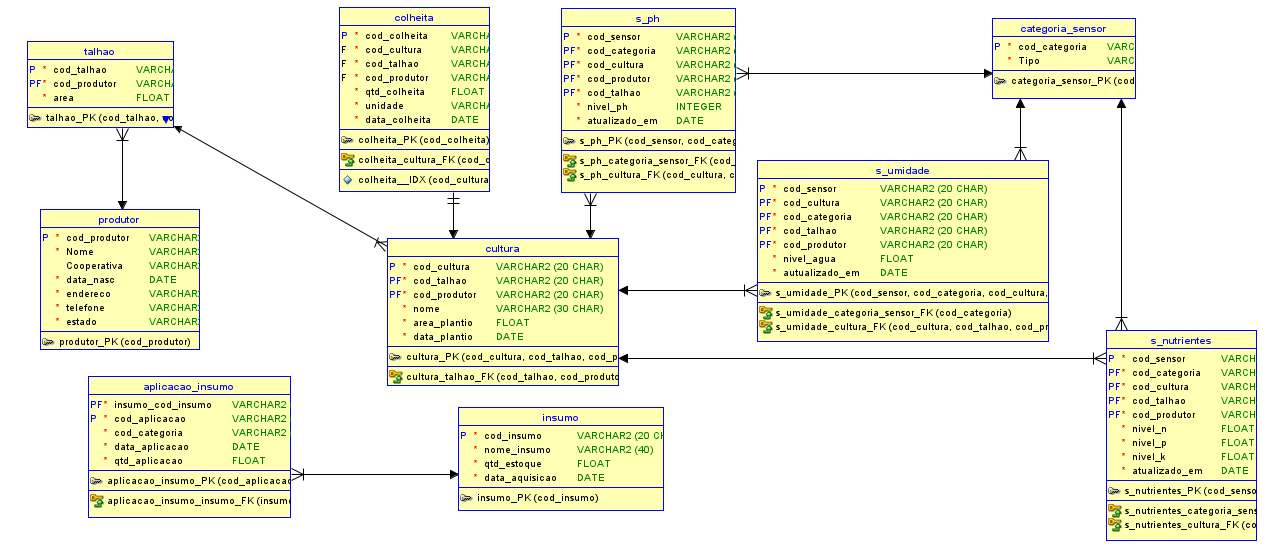 talhao
P * cod_talhao VARCHA
PF* cod_produtor VARCHA
* area FLOAT
talhao_PK (cod_talhao,
produtor
P * cod_produtor VARCHAR
* Nome VARCHAR
Cooperativa VARCHAR
* data_nasc DATE
* endereco VARCHAR
* telefone VARCHAR
* estado VARCHAR
produtor_PK (cod_produtor)
colheita
P * cod_colheita VARCHA
F * cod_cultura VARCHA
F * cod_talhao VARCHA
F * cod_produtor VARCHA
* qtd_colheita FLOAT
* unidade VARCHA
* data_colheita DATE
colheita_PK (cod_colheita)
colheita_cultura_FK (cod_c
colheita__IDX (cod_cultura
s_ph
P * cod_sensor VARCHAR2 (
PF* cod_categoria VARCHAR2 (
PF* cod_cultura VARCHAR2 (
PF* cod_produtor VARCHAR2 (
PF* cod_talhao VARCHAR2 (
* nivel_ph INTEGER
* atualizado_em DATE
s_ph_PK (cod_sensor, cod_categ
s_ph_categoria_sensor_FK (cod_
s_ph_cultura_FK (cod_cultura, c
categoria_sensor
P * cod_categoria VARC
* Tipo VARC
categoria_sensor_PK (cod
s_umidade
P * cod_sensor VARCHAR2 (20 CHAR)
PF* cod_cultura VARCHAR2 (20 CHAR)
PF* cod_categoria VARCHAR2 (20 CHAR)
PF* cod_talhao VARCHAR2 (20 CHAR)
PF* cod_produtor VARCHAR2 (20 CHAR)
* nivel_agua FLOAT
* autualizado_em DATE
s_umidade_PK (cod_sensor, cod_categoria, cod_cultura,
s_umidade_categoria_sensor_FK (cod_categoria)
s_umidade_cultura_FK (cod_cultura, cod_talhao, cod_pr
cultura
P * cod_cultura VARCHAR2 (20 CHAR)
PF* cod_talhao VARCHAR2 (20 CHAR)
PF* cod_produtor VARCHAR2 (20 CHAR)
* nome VARCHAR2 (30 CHAR)
* area_plantio FLOAT
* data_plantio DATE
cultura_PK (cod_cultura, cod_talhao, cod_p
cultura_talhao_FK (cod_talhao, cod_produto
s_nutrientes
P * cod_sensor VARCH
PF* cod_categoria VARCH
PF* cod_cultura VARCH
PF* cod_talhao VARCH
PF* cod_produtor VARCH
* nivel_n FLOAT
* nivel_p FLOAT
* nivel_k FLOAT
* atualizado_em DATE
s_nutrientes_PK (cod_senso
s_nutrientes_categoria_sens
s_nutrientes_cultura_FK (co
aplicacao_insumo
PF* insumo_cod_insumo VARCHAR2
P * cod_aplicacao VARCHAR2
* cod_categoria VARCHAR2
* data_aplicacao DATE
* qtd_aplicacao FLOAT
aplicacao_insumo_PK (cod_aplicacao
aplicacao_insumo_insumo_FK (insum
insumo
P * cod_insumo VARCHAR2 (20 CH
* nome_insumo VARCHAR2 (40)
* qtd_estoque FLOAT
* data_aquisicao DATE
insumo_PK (cod_insumo)